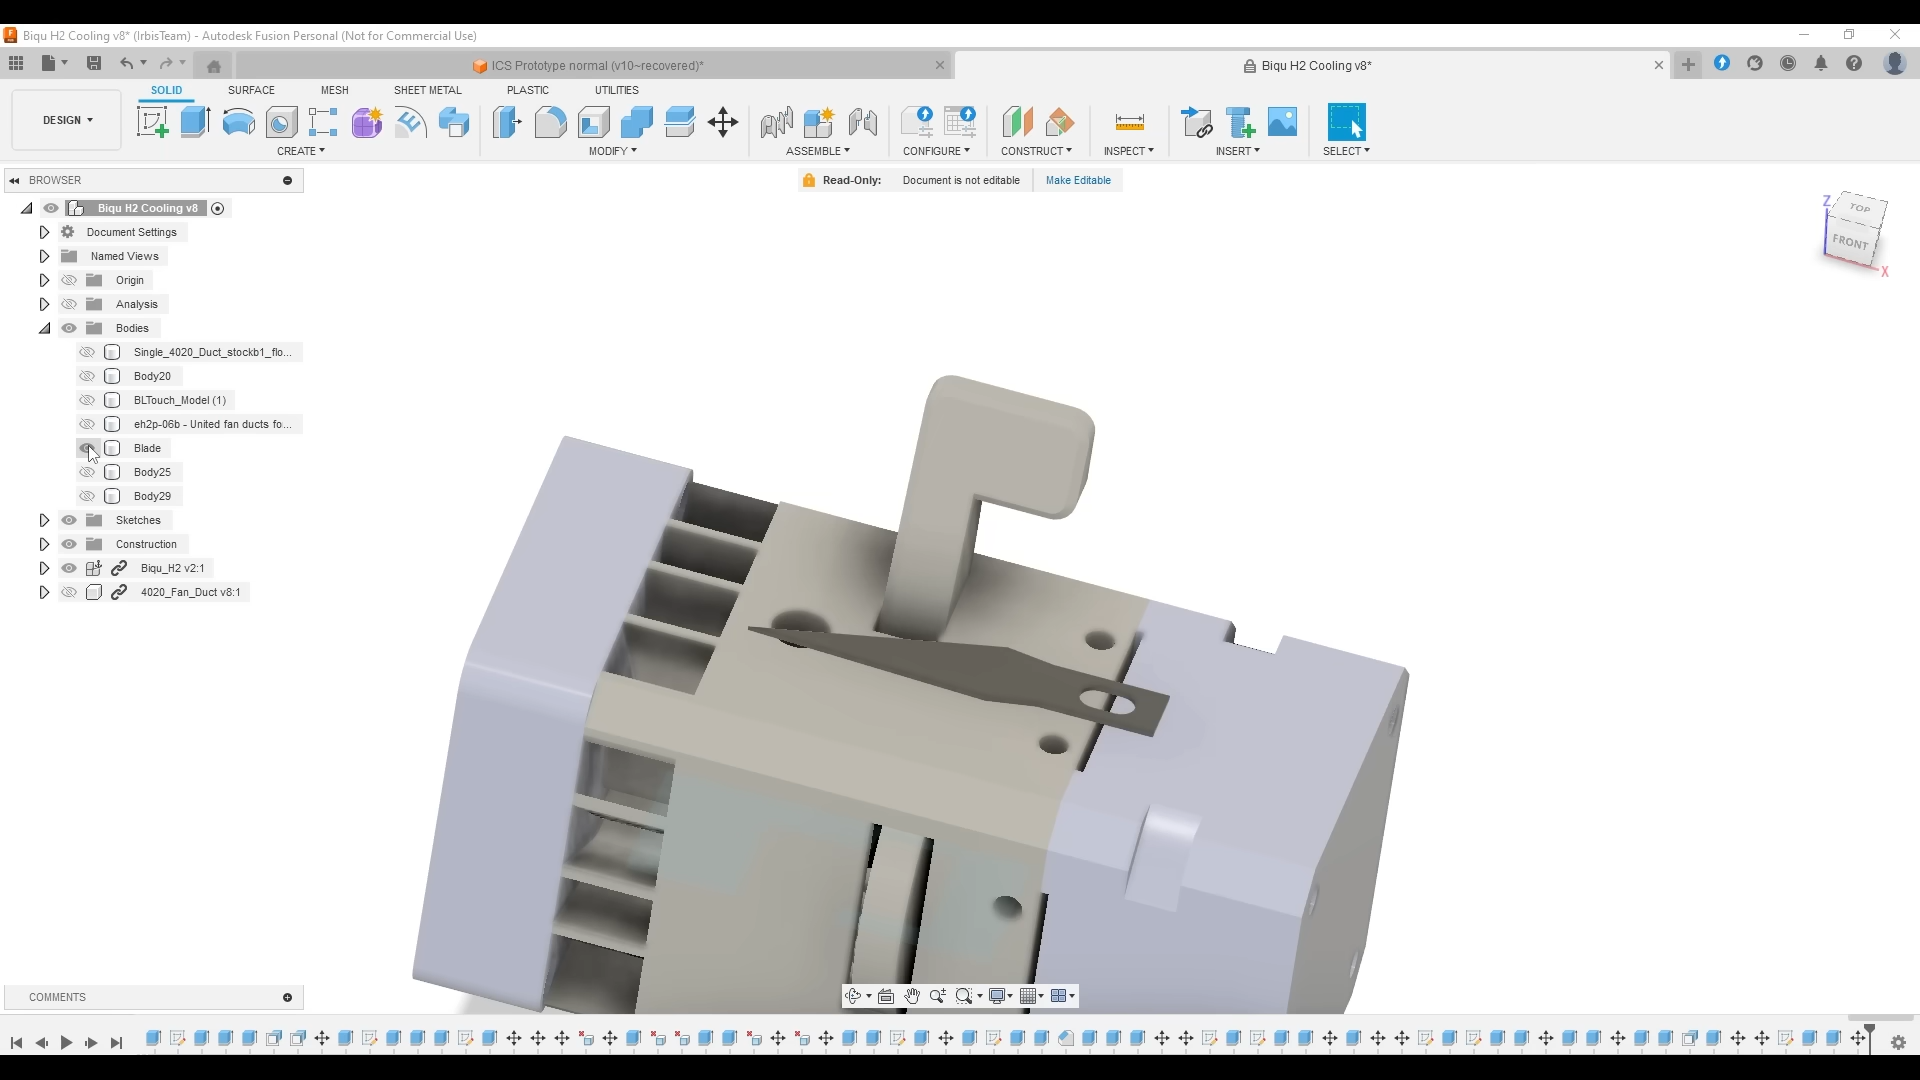 Biqu H2 Cooling v8* (IrbisTeam) - Autodesk Fusion Personal (Not for Commercial Use)
ICS Prototype normal (v10~recovered)*
Biqu H2 Cooling v8*
SOLID
SURFACE
MESH
SHEET METAL
PLASTIC
UTILITIES
DESIGN
CREATE
MODIFY
ASSEMBLE
CONFIGURE
CONSTRUCT
INSPECT
INSERT
SELECT
BROWSER
Read-Only: Document is not editable Make Editable
Biqu H2 Cooling v8
Document Settings
Named Views
Origin
Analysis
Bodies
Single_4020_Duct_stockb1_flo...
Body20
BLTouch_Model (1)
eh2p-06b - United fan ducts fo...
Blade
Body25
Body29
Sketches
Construction
Biqu_H2 v2:1
4020_Fan_Duct v8:1
Z
TOP
FRONT
X
COMMENTS